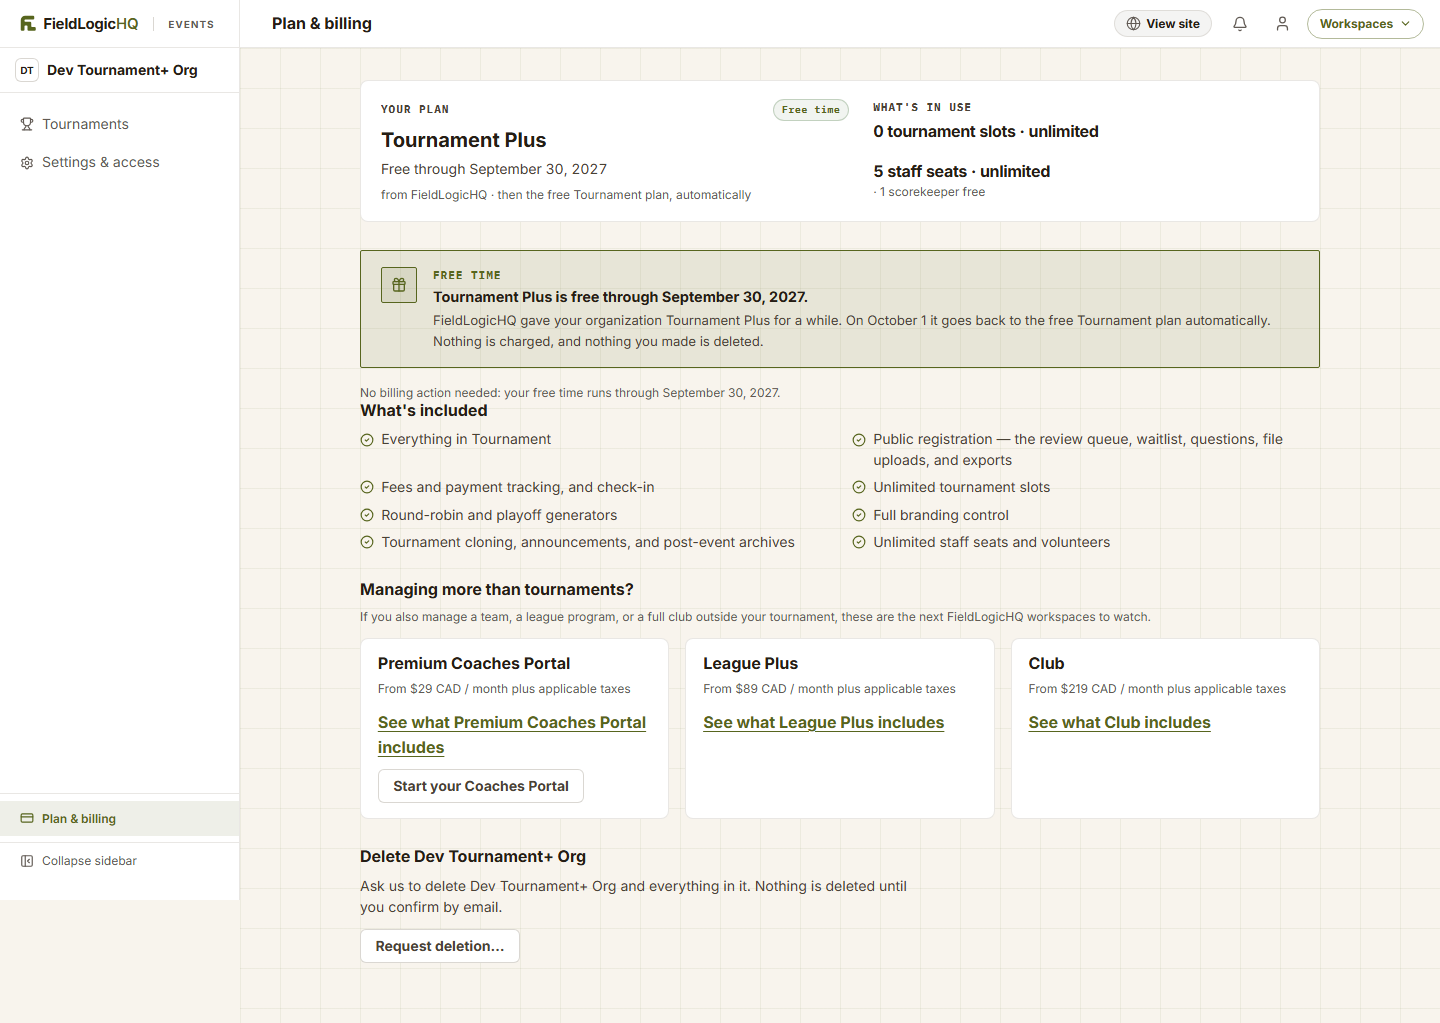 FieldLogicHQ
EVENTS
Plan & billing
View site
Workspaces
DT
Dev Tournament+ Org
Tournaments
Settings & access
YOUR PLAN
Free time
Tournament Plus
Free through September 30, 2027
from FieldLogicHQ · then the free Tournament plan, automatically
WHAT'S IN USE
0 tournament slots · unlimited
5 staff seats · unlimited
· 1 scorekeeper free
FREE TIME
Tournament Plus is free through September 30, 2027.
FieldLogicHQ gave your organization Tournament Plus for a while. On October 1 it goes back to the free Tournament plan automatically.
Nothing is charged, and nothing you made is deleted.
No billing action needed: your free time runs through September 30, 2027.
What's included
Everything in Tournament
Public registration — the review queue, waitlist, questions, file
uploads, and exports
Fees and payment tracking, and check-in
Unlimited tournament slots
Round-robin and playoff generators
Full branding control
Tournament cloning, announcements, and post-event archives
Unlimited staff seats and volunteers
Managing more than tournaments?
If you also manage a team, a league program, or a full club outside your tournament, these are the next FieldLogicHQ workspaces to watch.
Premium Coaches Portal
From $29 CAD / month plus applicable taxes
See what Premium Coaches Portal
includes
Start your Coaches Portal
League Plus
From $89 CAD / month plus applicable taxes
See what League Plus includes
Club
From $219 CAD / month plus applicable taxes
See what Club includes
Plan & billing
Collapse sidebar
Delete Dev Tournament+ Org
Ask us to delete Dev Tournament+ Org and everything in it. Nothing is deleted until
you confirm by email.
Request deletion...